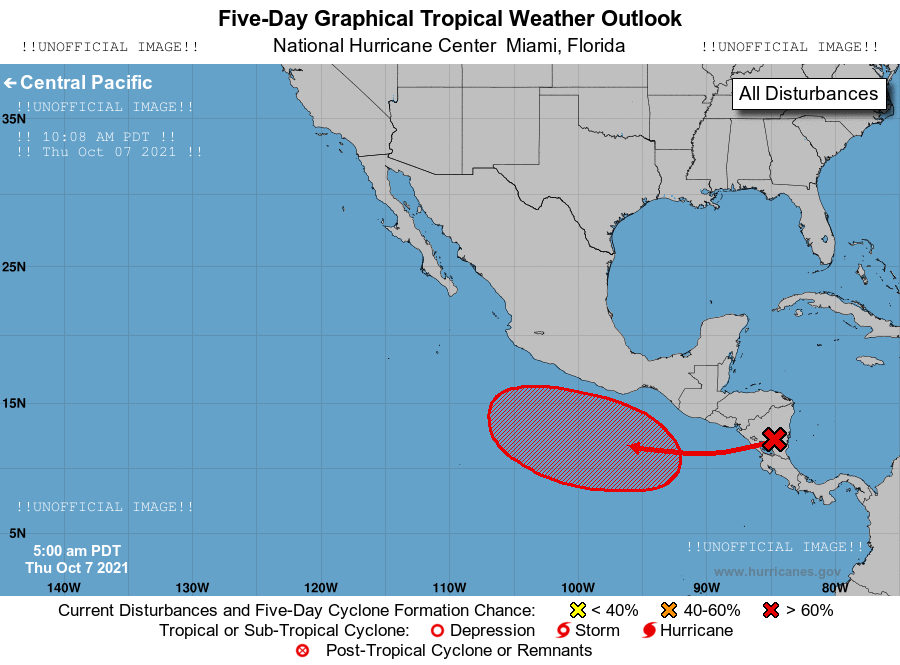 Five-Day Graphical Tropical Weather Outlook
!!UNOFFICIAL IMAGE!! National Hurricane Center  Miami, Florida !!UNOFFICIAL IMAGE!!
← Central Pacific
All Disturbances
!!UNOFFICIAL IMAGE!!
35N
!! 10:08 AM PDT !!
!! Thu Oct 07 2021 !!
25N
15N
!!UNOFFICIAL IMAGE!!
5N
5:00 am PDT
Thu Oct 7 2021
!!UNOFFICIAL IMAGE!!
www.hurricanes.gov
140W 130W 120W 110W 100W 90W 80W
Current Disturbances and Five-Day Cyclone Formation Chance: < 40% 40-60% > 60%
Tropical or Sub-Tropical Cyclone: Depression Storm Hurricane
Post-Tropical Cyclone or Remnants